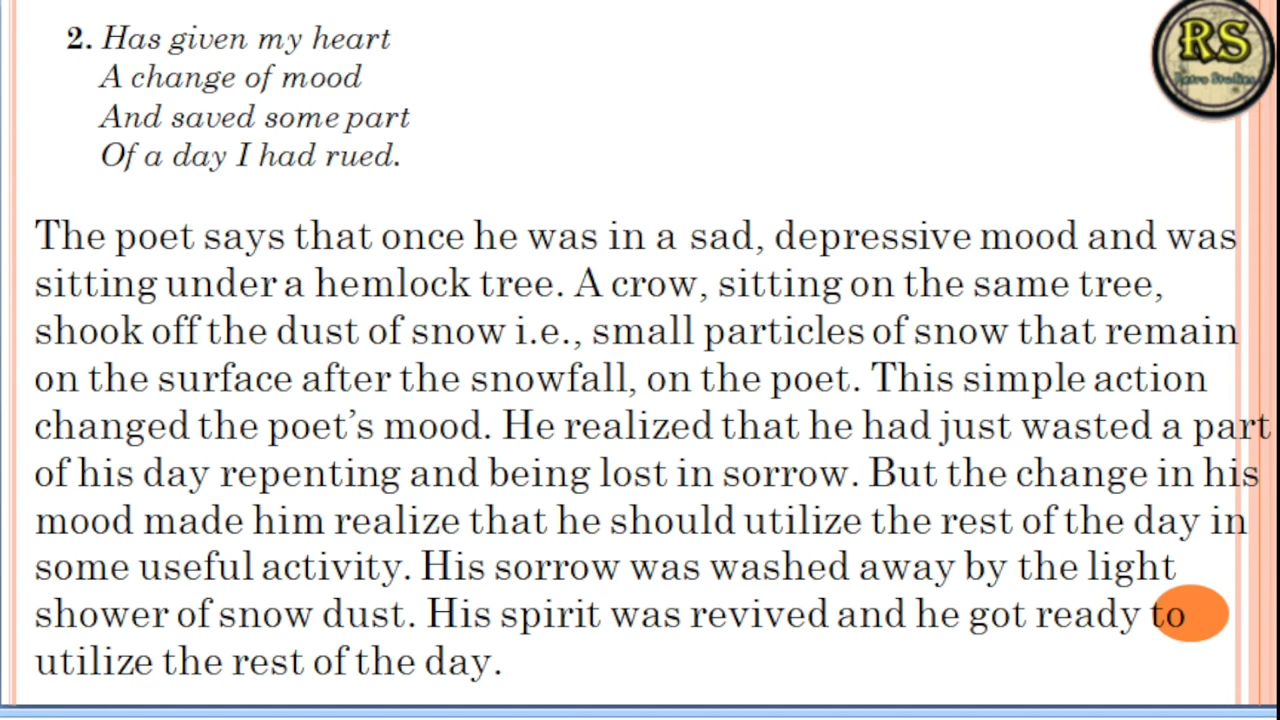 2. Has given my heart
A change of mood
And saved some part
Of a day I had rued.
RS
Retro Studies
The poet says that once he was in a sad, depressive mood and was
sitting under a hemlock tree. A crow, sitting on the same tree,
shook off the dust of snow i.e., small particles of snow that remain
on the surface after the snowfall, on the poet. This simple action
changed the poet’s mood. He realized that he had just wasted a part
of his day repenting and being lost in sorrow. But the change in his
mood made him realize that he should utilize the rest of the day in
some useful activity. His sorrow was washed away by the light
shower of snow dust. His spirit was revived and he got ready to
utilize the rest of the day.